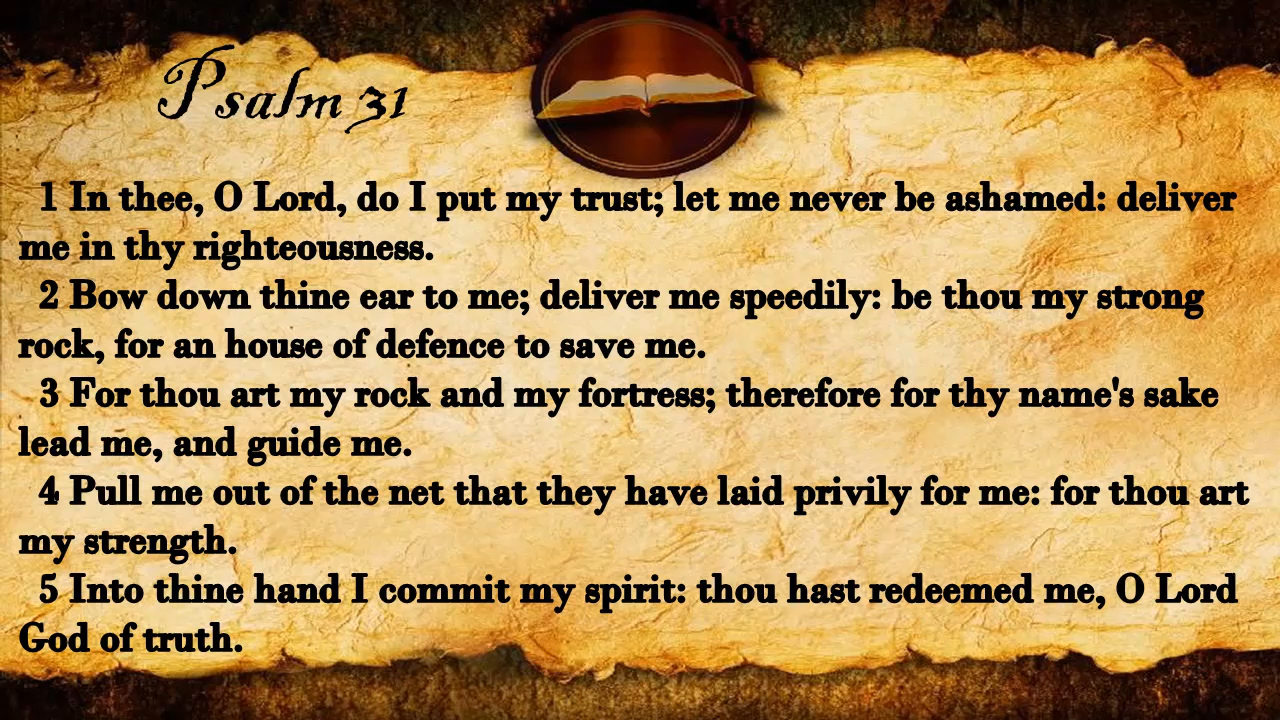 Psalm 31
1 In thee, O Lord, do I put my trust; let me never be ashamed: deliver
me in thy righteousness.
2 Bow down thine ear to me; deliver me speedily: be thou my strong
rock, for an house of defence to save me.
3 For thou art my rock and my fortress; therefore for thy name's sake
lead me, and guide me.
4 Pull me out of the net that they have laid privily for me: for thou art
my strength.
5 Into thine hand I commit my spirit: thou hast redeemed me, O Lord
God of truth.